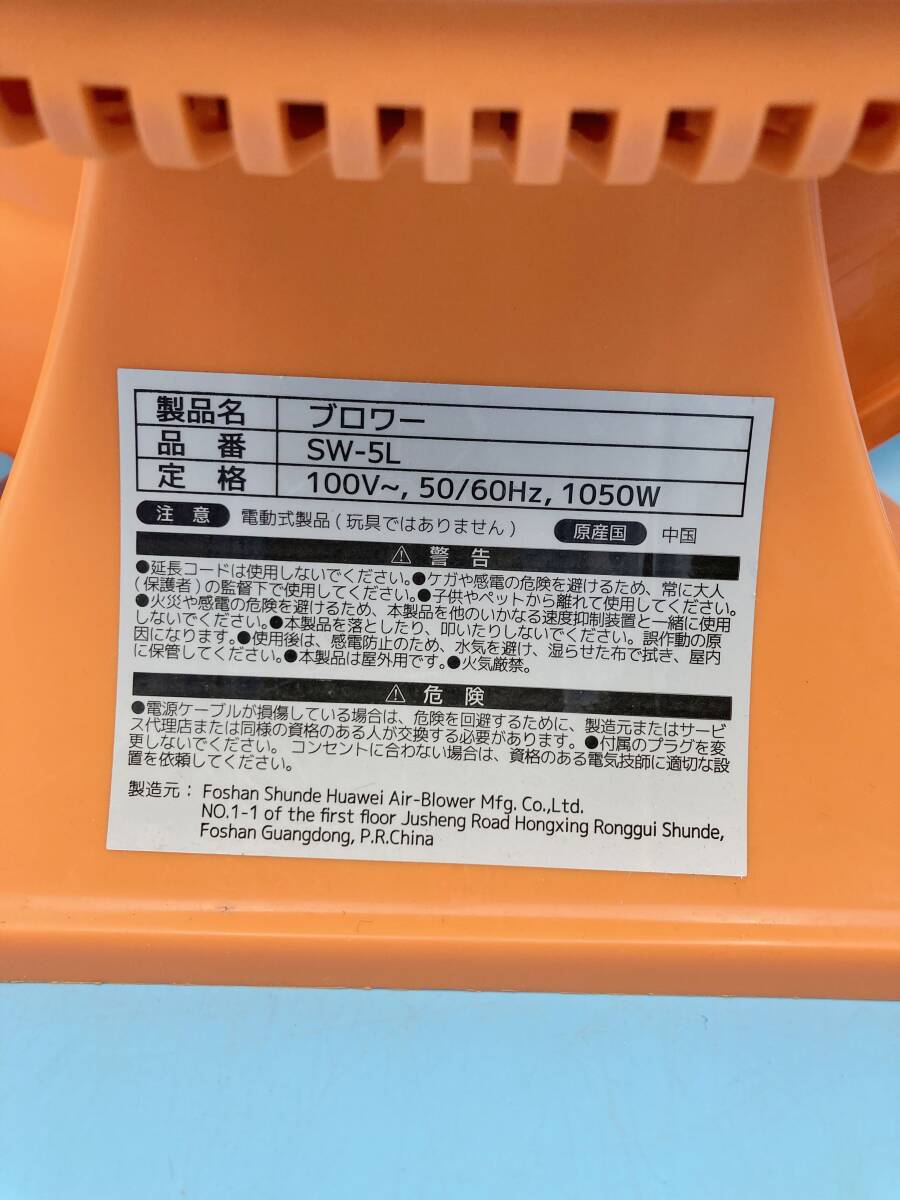 製品名 ブロワー
品番 SW-5L
定格 100V~, 50/60Hz, 1050W
注意 電動式製品(玩具ではありません) 原産国 中国
⚠ 警告
●延長コードは使用しないでください。●ケガや感電の危険を避けるため、常に大人
(保護者)の監督下で使用してください。●子供やペットから離れて使用してください。
●火災や感電の危険を避けるため、本製品を他のいかなる速度抑制装置と一緒に使用
しないでください。●本製品を落としたり、叩いたりしないでください。誤作動の原
因になります。●使用後は、感電防止のため、水気を避け、湿らせた布で拭き、屋内
に保管してください。●本製品は屋外用です。●火気厳禁。
⚠ 危険
●電源ケーブルが損傷している場合は、危険を回避するために、製造元またはサービ
ス代理店または同様の資格のある人が交換する必要があります。●付属のプラグを変
更しないでください。コンセントに合わない場合は、資格のある電気技師に適切な設
置を依頼してください。
製造元: Foshan Shunde Huawei Air-Blower Mfg. Co.,Ltd.
NO.1-1 of the first floor Jusheng Road Hongxing Ronggui Shunde,
Foshan Guangdong, P.R.China